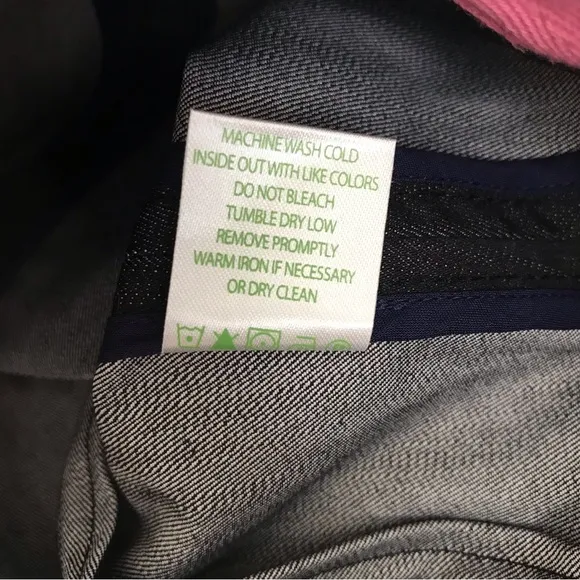 MACHINE WASH COLD
INSIDE OUT WITH LIKE COLORS
DO NOT BLEACH
TUMBLE DRY LOW
REMOVE PROMPTLY
WARM IRON IF NECESSARY
OR DRY CLEAN